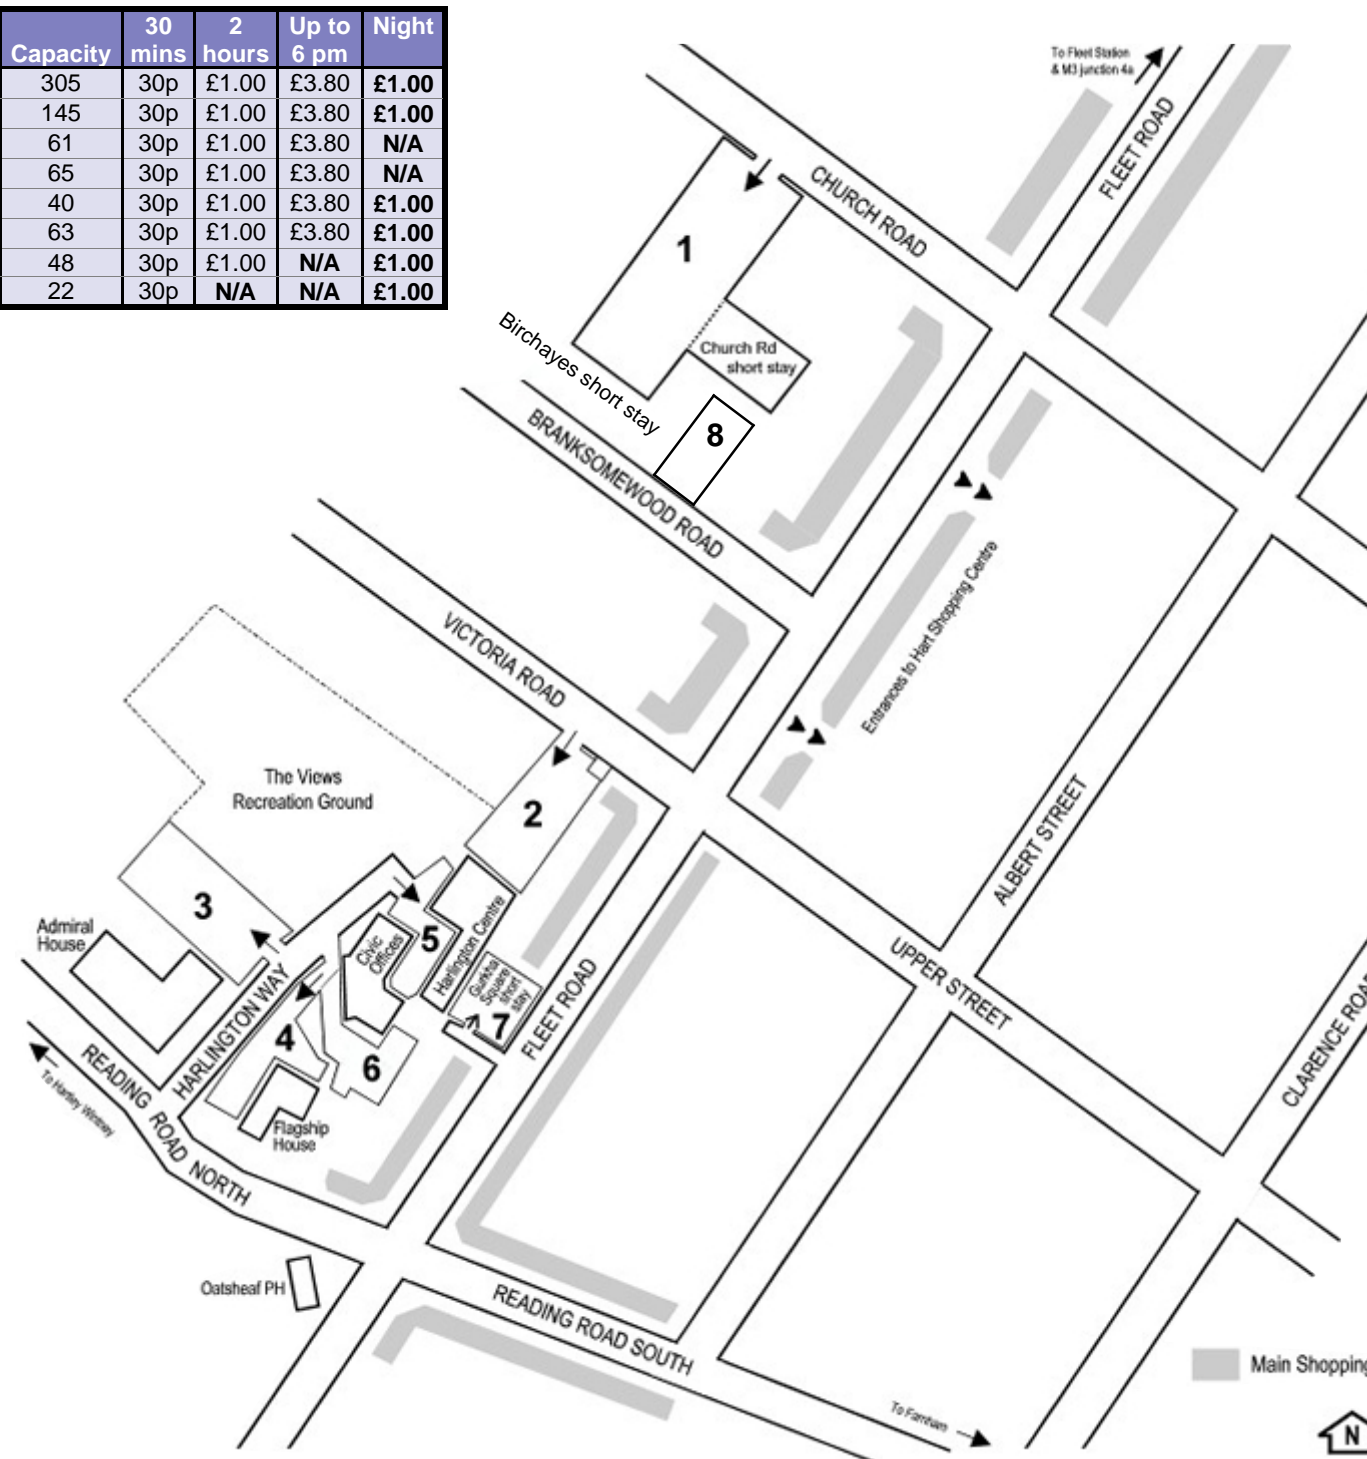 Capacity 30 mins 2 hours Up to 6 pm Night
305 30p £1.00 £3.80 £1.00
145 30p £1.00 £3.80 £1.00
61 30p £1.00 £3.80 N/A
65 30p £1.00 £3.80 N/A
40 30p £1.00 £3.80 £1.00
63 30p £1.00 £3.80 £1.00
48 30p £1.00 N/A £1.00
22 30p N/A N/A £1.00
To Fleet Station
& M3 junction 4a
FLEET ROAD
CHURCH ROAD
1
Church Rd
short stay
Birchayes short stay
8
BRANKSOMEWOOD ROAD
Entrances to Hart Shopping Centre
VICTORIA ROAD
The Views
Recreation Ground
2
3
Admiral
House
Civic
Offices
5
Harlington Centre
Gurkha
Square
short
stay
7
FLEET ROAD
HARLINGTON WAY
4
6
Flagship
House
READING ROAD NORTH
To Hartley Wintney
ALBERT STREET
UPPER STREET
CLARENCE ROAD
Oatsheaf PH
READING ROAD SOUTH
To Farnham
Main Shopping
N